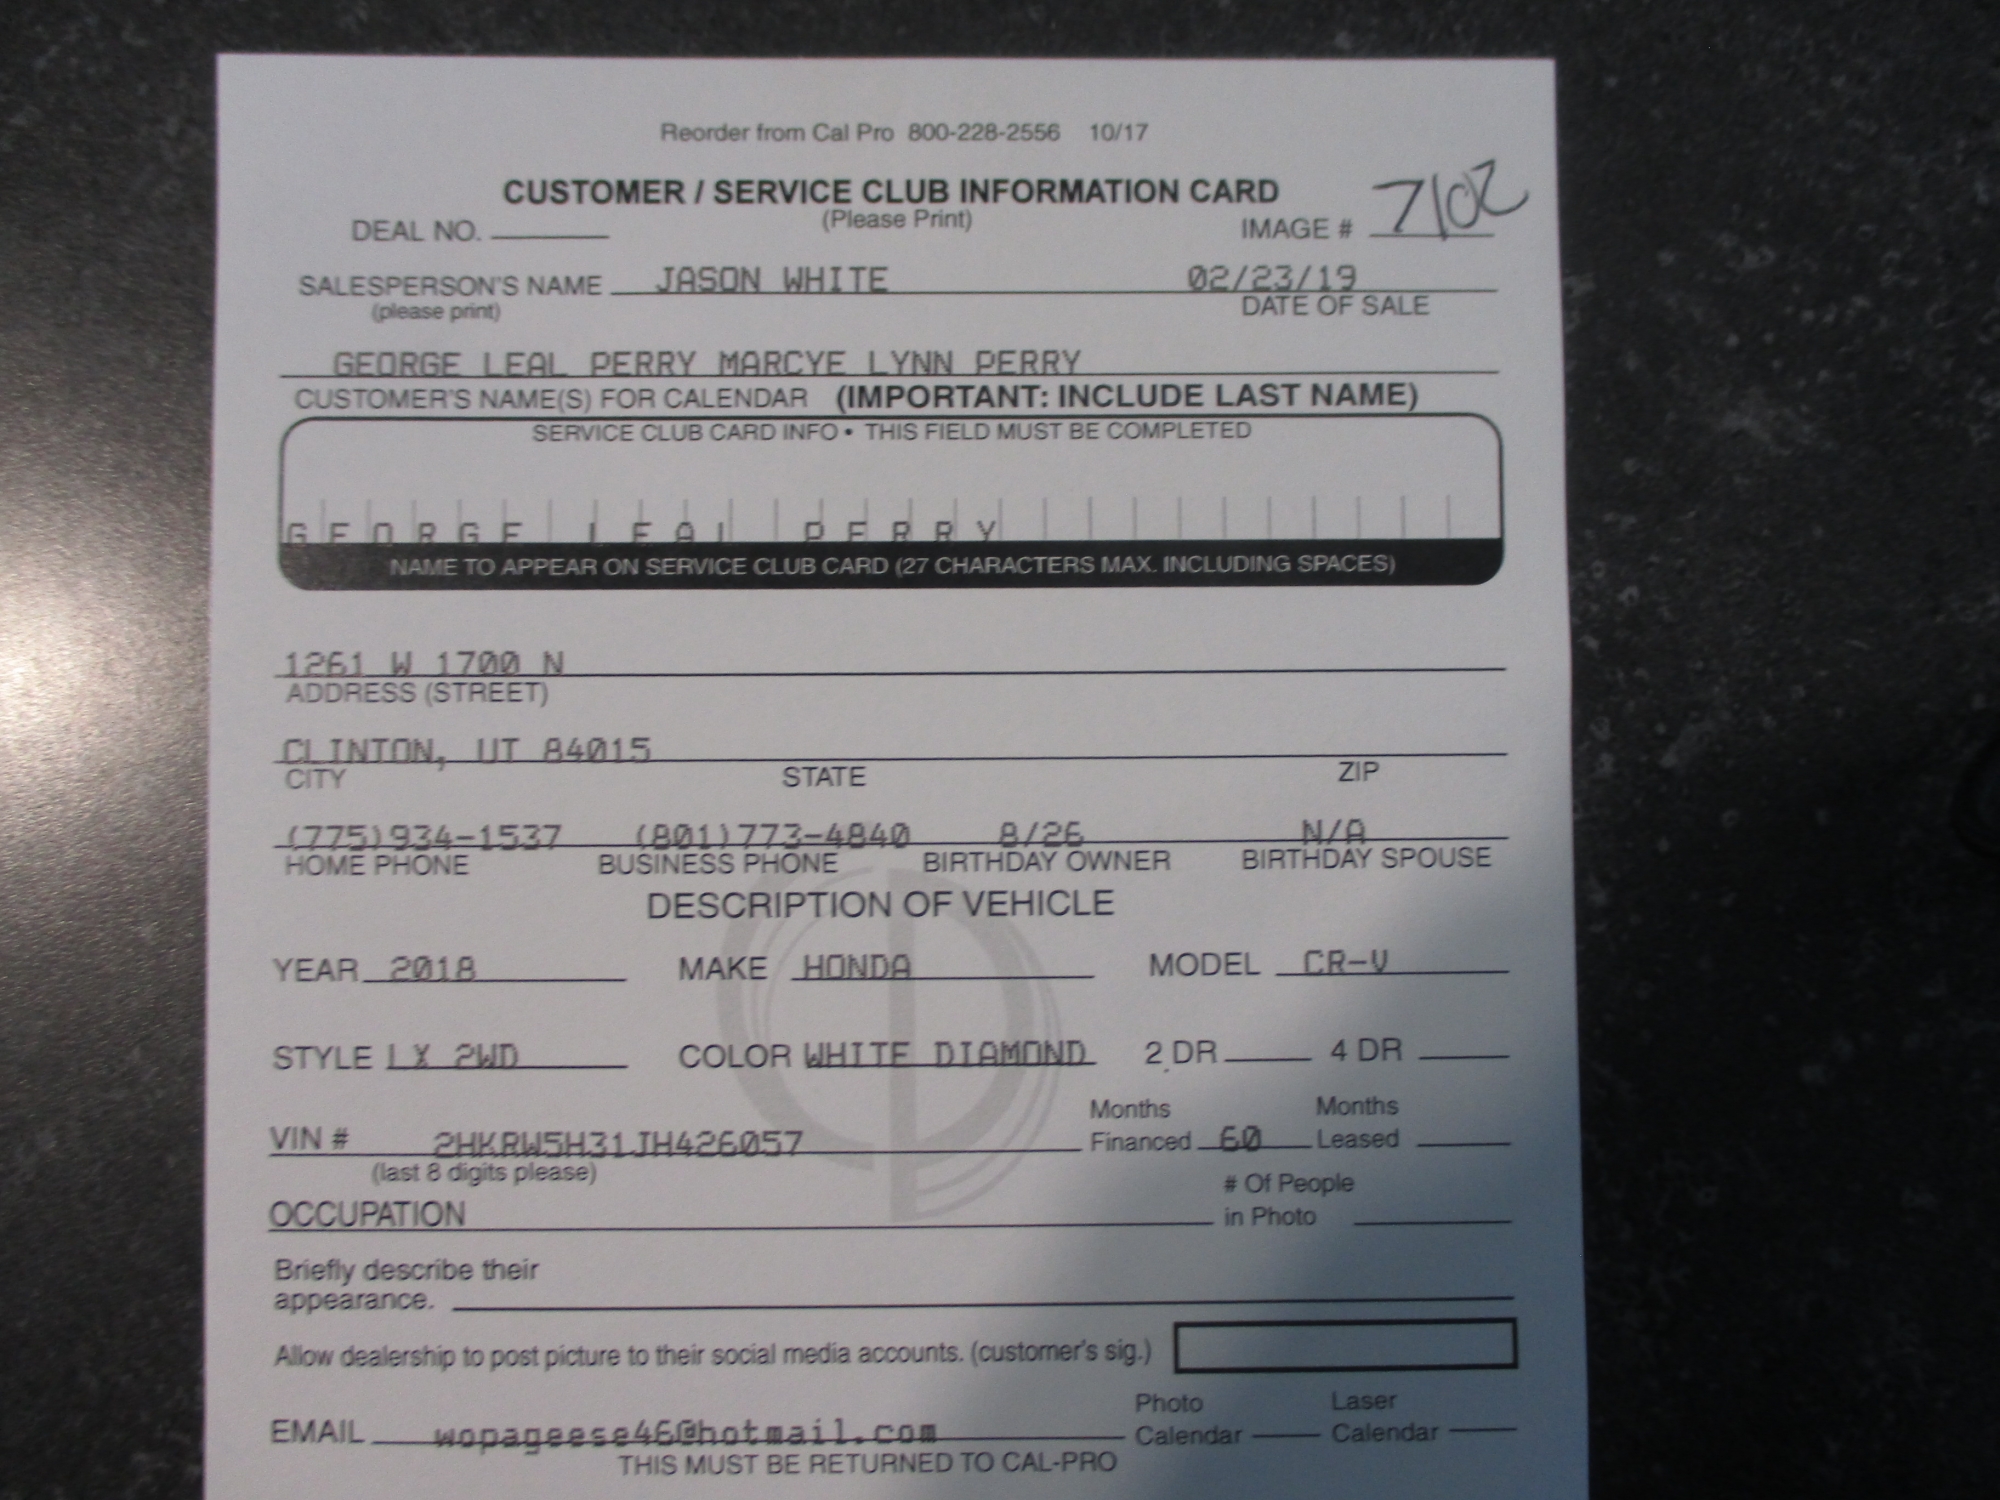 Reorder from Cal Pro 800-228-2556 10/17
CUSTOMER / SERVICE CLUB INFORMATION CARD
(Please Print)
DEAL NO. IMAGE # 7102
SALESPERSON'S NAME JASON WHITE 02/23/19
(please print) DATE OF SALE
GEORGE LEAL PERRY MARCYE LYNN PERRY
CUSTOMER'S NAME(S) FOR CALENDAR (IMPORTANT: INCLUDE LAST NAME)
SERVICE CLUB CARD INFO • THIS FIELD MUST BE COMPLETED
GEORGE LEAL PERRY
NAME TO APPEAR ON SERVICE CLUB CARD (27 CHARACTERS MAX. INCLUDING SPACES)
1261 W 1700 N
ADDRESS (STREET)
CLINTON, UT 84015
CITY STATE ZIP
(775)934-1537 (801)773-4840 8/26 N/A
HOME PHONE BUSINESS PHONE BIRTHDAY OWNER BIRTHDAY SPOUSE
DESCRIPTION OF VEHICLE
YEAR 2018 MAKE HONDA MODEL CR-V
STYLE LX 2WD COLOR WHITE DIAMOND 2 DR 4 DR
Months Months
VIN # 2HKRW5H31JH426057 Financed 60 Leased
(last 8 digits please)
# Of People
OCCUPATION in Photo
Briefly describe their
appearance.
Allow dealership to post picture to their social media accounts. (customer's sig.)
Photo Laser
EMAIL wopageese46@hotmail.com Calendar Calendar
THIS MUST BE RETURNED TO CAL-PRO